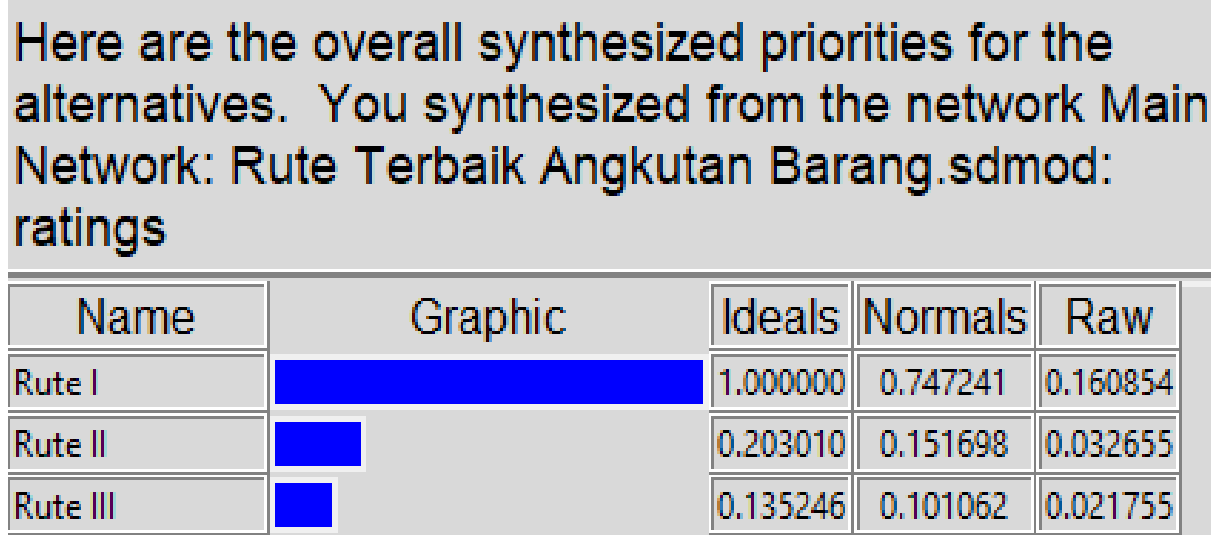 Here are the overall synthesized priorities for the
alternatives.  You synthesized from the network Main
Network: Rute Terbaik Angkutan Barang.sdmod:
ratings
Name Graphic Ideals Normals Raw
Rute I 1.000000 0.747241 0.160854
Rute II 0.203010 0.151698 0.032655
Rute III 0.135246 0.101062 0.021755